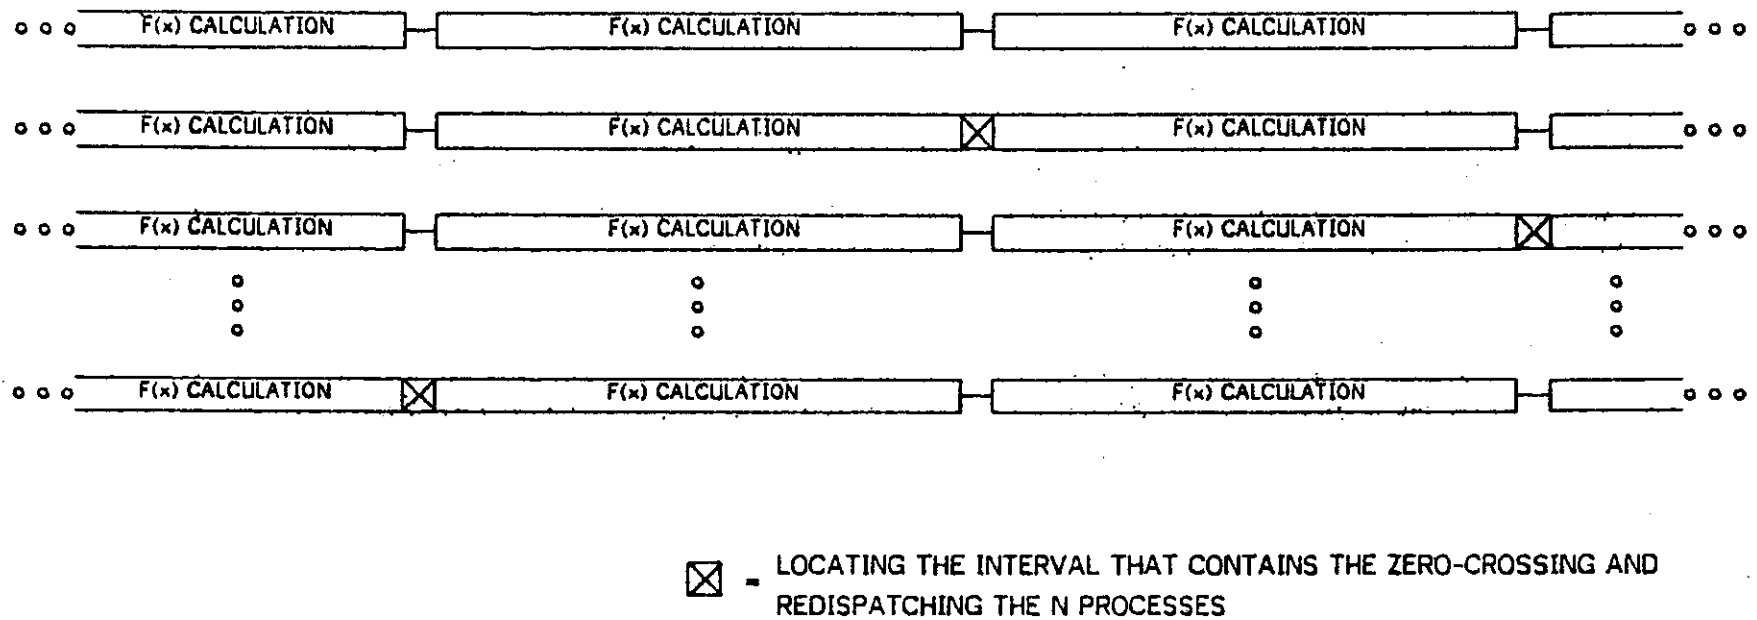 F(x) CALCULATION F(x) CALCULATION F(x) CALCULATION
F(x) CALCULATION F(x) CALCULATION F(x) CALCULATION
F(x) CALCULATION F(x) CALCULATION F(x) CALCULATION
F(x) CALCULATION F(x) CALCULATION F(x) CALCULATION
- LOCATING THE INTERVAL THAT CONTAINS THE ZERO-CROSSING AND
REDISPATCHING THE N PROCESSES